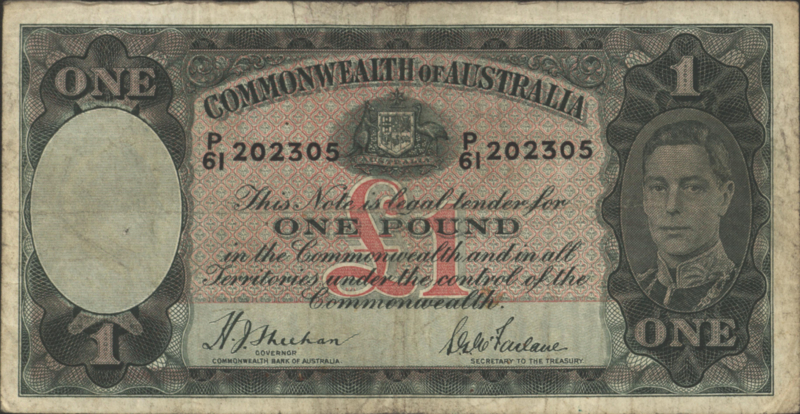 ONE
COMMONWEALTH OF AUSTRALIA
1
AUSTRALIA
P/61 202305
P/61 202305
This Note is legal tender for
ONE POUND
in the Commonwealth and in all
Territories under the control of the
Commonwealth.
£1
H. J. Sheehan
GOVERNOR
COMMONWEALTH BANK OF AUSTRALIA
S. G. McFarlane
SECRETARY TO THE TREASURY.
1
ONE